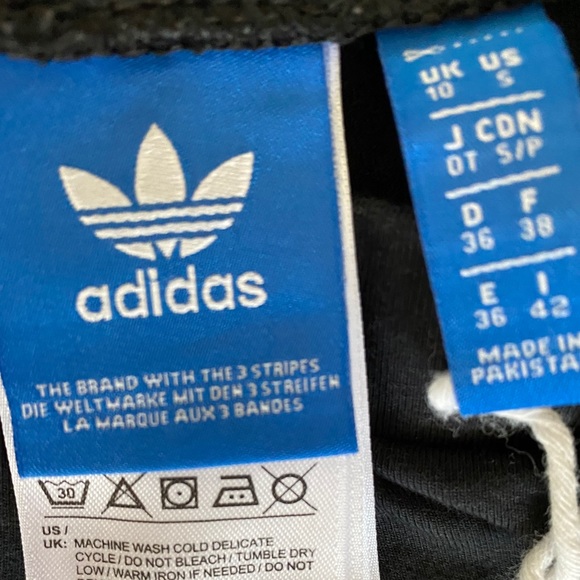 adidas
THE BRAND WITH THE 3 STRIPES
DIE WELTMARKE MIT DEN 3 STREIFEN
LA MARQUE AUX 3 BANDES
30
US /
UK: MACHINE WASH COLD DELICATE
CYCLE / DO NOT BLEACH / TUMBLE DRY
LOW / WARM IRON IF NEEDED / DO NOT
UK US
10 S
J CDN
OT S/P
D F
36 38
E I
36 42
MADE IN
PAKISTA